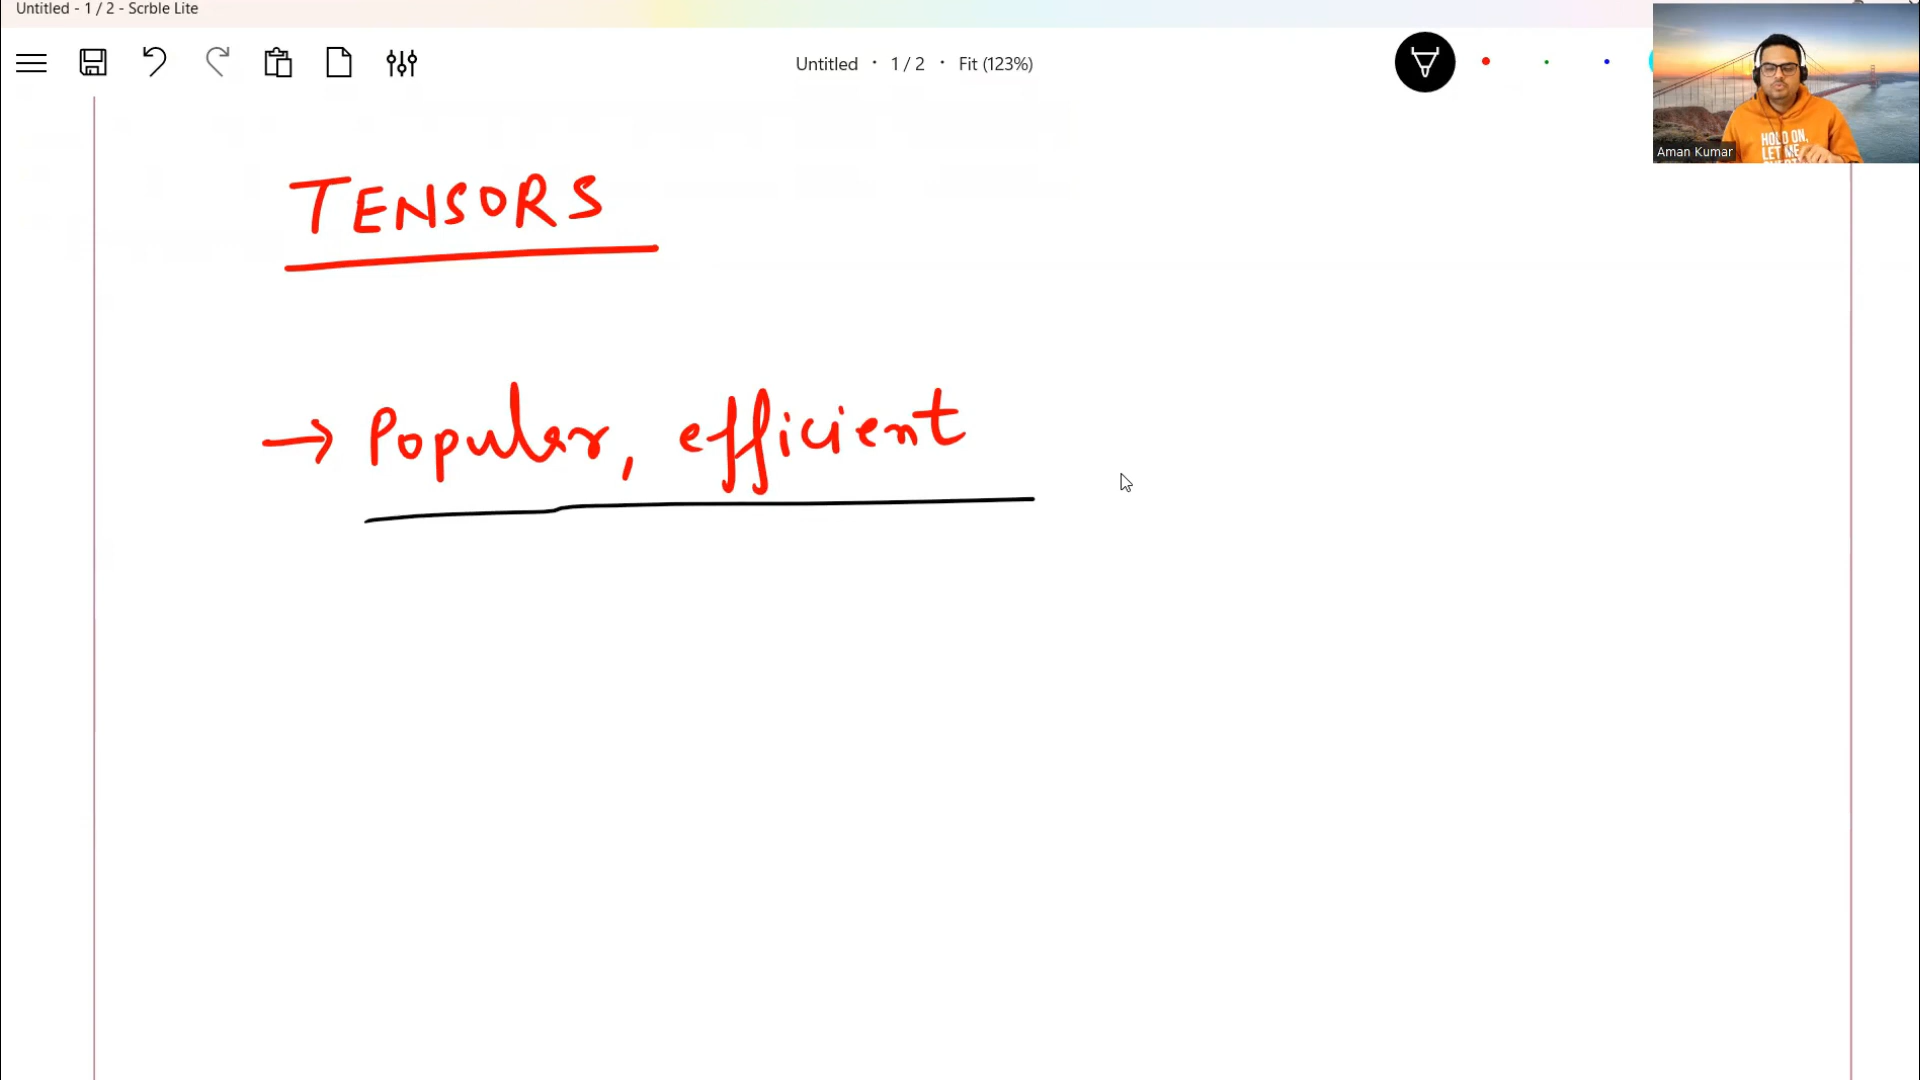 Untitled - 1 / 2 - Scrble Lite
Untitled • 1 / 2 • Fit (123%)
HOLD ON,
LET ME
Aman Kumar
TENSORS
→ Popular, efficient